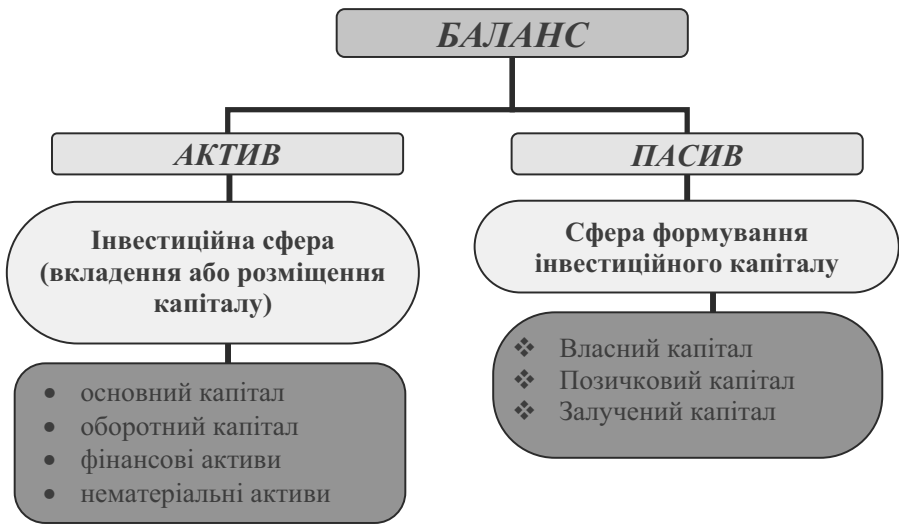 БАЛАНС
АКТИВ
Інвестиційна сфера
(вкладення або розміщення
капіталу)
• основний капітал
• оборотний капітал
• фінансові активи
• нематеріальні активи
ПАСИВ
Сфера формування
інвестиційного капіталу
❖ Власний капітал
❖ Позичковий капітал
❖ Залучений капітал